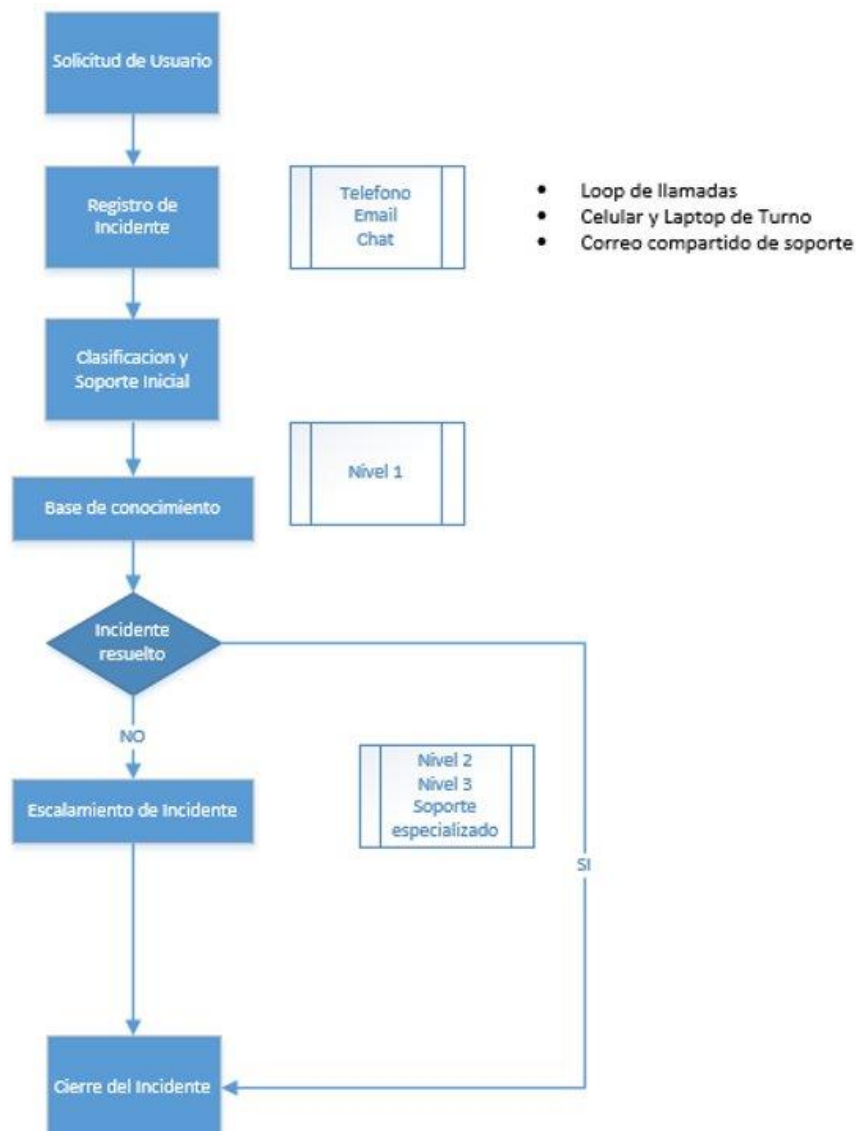 Solicitud de Usuario
Registro de
Incidente
Telefono
Email
Chat
• Loop de llamadas
• Celular y Laptop de Turno
• Correo compartido de soporte
Clasificacion y
Soporte Inicial
Nivel 1
Base de conocimiento
Incidente
resuelto
NO
Nivel 2
Nivel 3
Soporte
especializado
Escalamiento de Incidente
SI
Cierre del Incidente